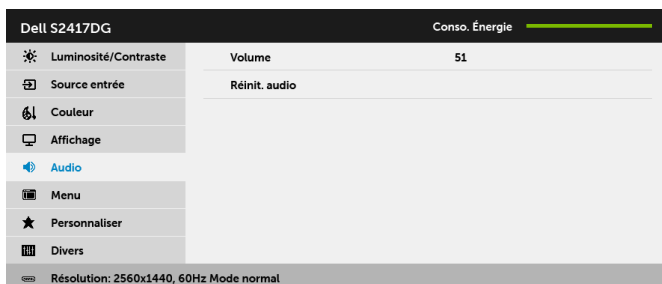 Dell S2417DG
Conso. Énergie
Luminosité/Contraste
Volume 51
Source entrée
Réinit. audio
Couleur
Affichage
Audio
Menu
Personnaliser
Divers
Résolution: 2560x1440, 60Hz Mode normal